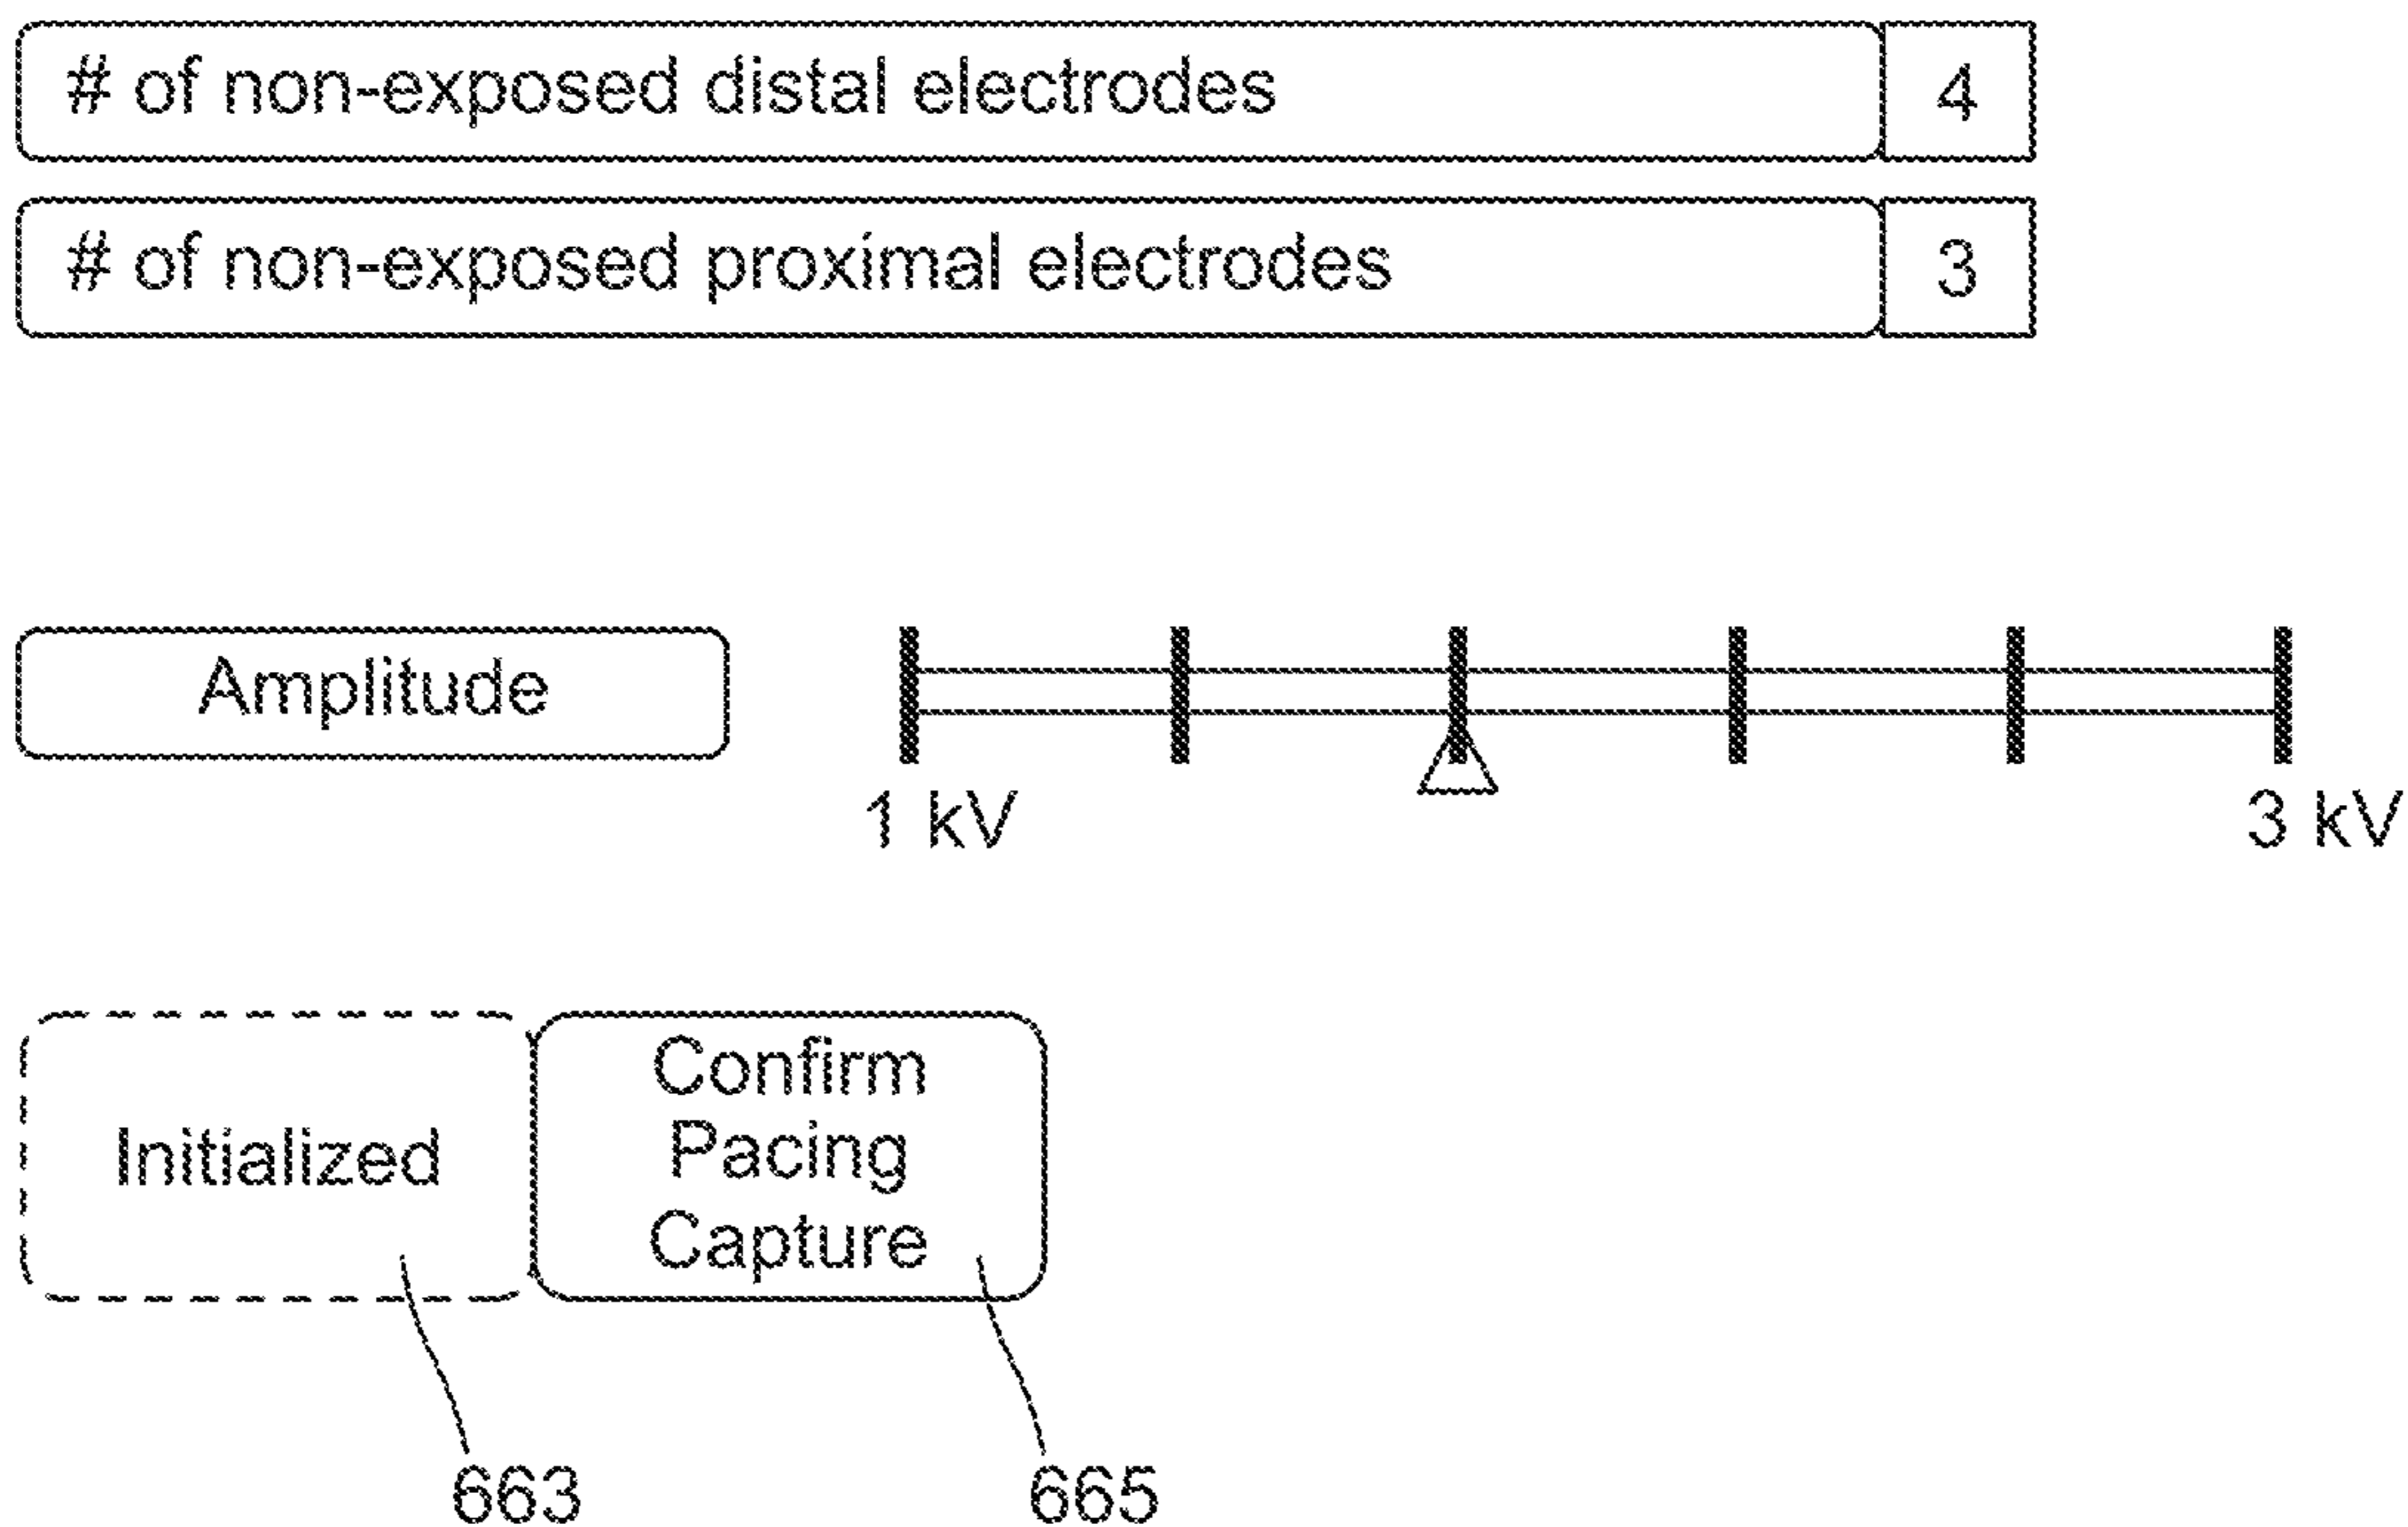 # of non-exposed distal electrodes 4
# of non-exposed proximal electrodes 3
Amplitude
1 kV 3 kV
Initialized
Confirm
Pacing
Capture
663 665